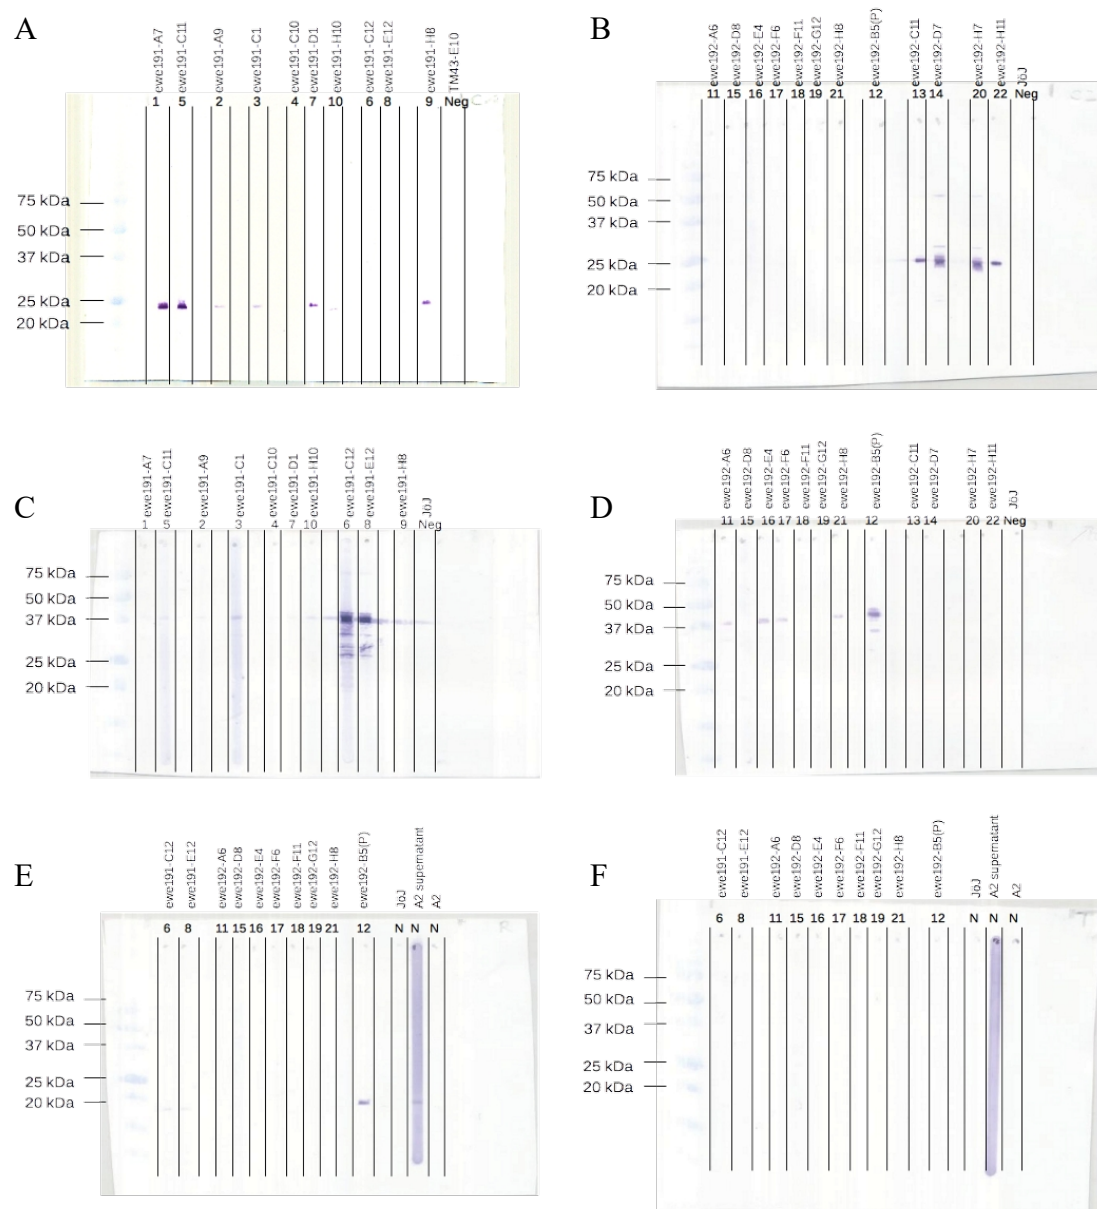 A
ewe191-A7
ewe191-C11
ewe191-A9
ewe191-C1
ewe191-C10
ewe191-D1
ewe191-H10
ewe191-C12
ewe191-E12
ewe191-H8
TM43-E10
1 5 2 3 4 7 10 6 8 9 Neg
75 kDa
50 kDa
37 kDa
25 kDa
20 kDa
B
ewe192-A6
ewe192-D8
ewe192-E4
ewe192-F6
ewe192-F11
ewe192-G12
ewe192-H8
ewe192-B5(P)
ewe192-C11
ewe192-D7
ewe192-H7
ewe192-H11
JöJ
11 15 16 17 18 19 21 12 13 14 20 22 Neg
75 kDa
50 kDa
37 kDa
25 kDa
20 kDa
C
ewe191-A7
ewe191-C11
ewe191-A9
ewe191-C1
ewe191-C10
ewe191-D1
ewe191-H10
ewe191-C12
ewe191-E12
ewe191-H8
JöJ
1 5 2 3 4 7 10 6 8 9 Neg
75 kDa
50 kDa
37 kDa
25 kDa
20 kDa
D
ewe192-A6
ewe192-D8
ewe192-E4
ewe192-F6
ewe192-F11
ewe192-G12
ewe192-H8
ewe192-B5(P)
ewe192-C11
ewe192-D7
ewe192-H7
ewe192-H11
JöJ
11 15 16 17 18 19 21 12 13 14 20 22 Neg
75 kDa
50 kDa
37 kDa
25 kDa
20 kDa
E
ewe191-C12
ewe191-E12
ewe192-A6
ewe192-D8
ewe192-E4
ewe192-F6
ewe192-F11
ewe192-G12
ewe192-H8
ewe192-B5(P)
JöJ
A2 supernatant
A2
6 8 11 15 16 17 18 19 21 12 N N N
R
75 kDa
50 kDa
37 kDa
25 kDa
20 kDa
F
ewe191-C12
ewe191-E12
ewe192-A6
ewe192-D8
ewe192-E4
ewe192-F6
ewe192-F11
ewe192-G12
ewe192-H8
ewe192-B5(P)
JöJ
A2 supernatant
A2
6 8 11 15 16 17 18 19 21 12 N N N
75 kDa
50 kDa
37 kDa
25 kDa
20 kDa